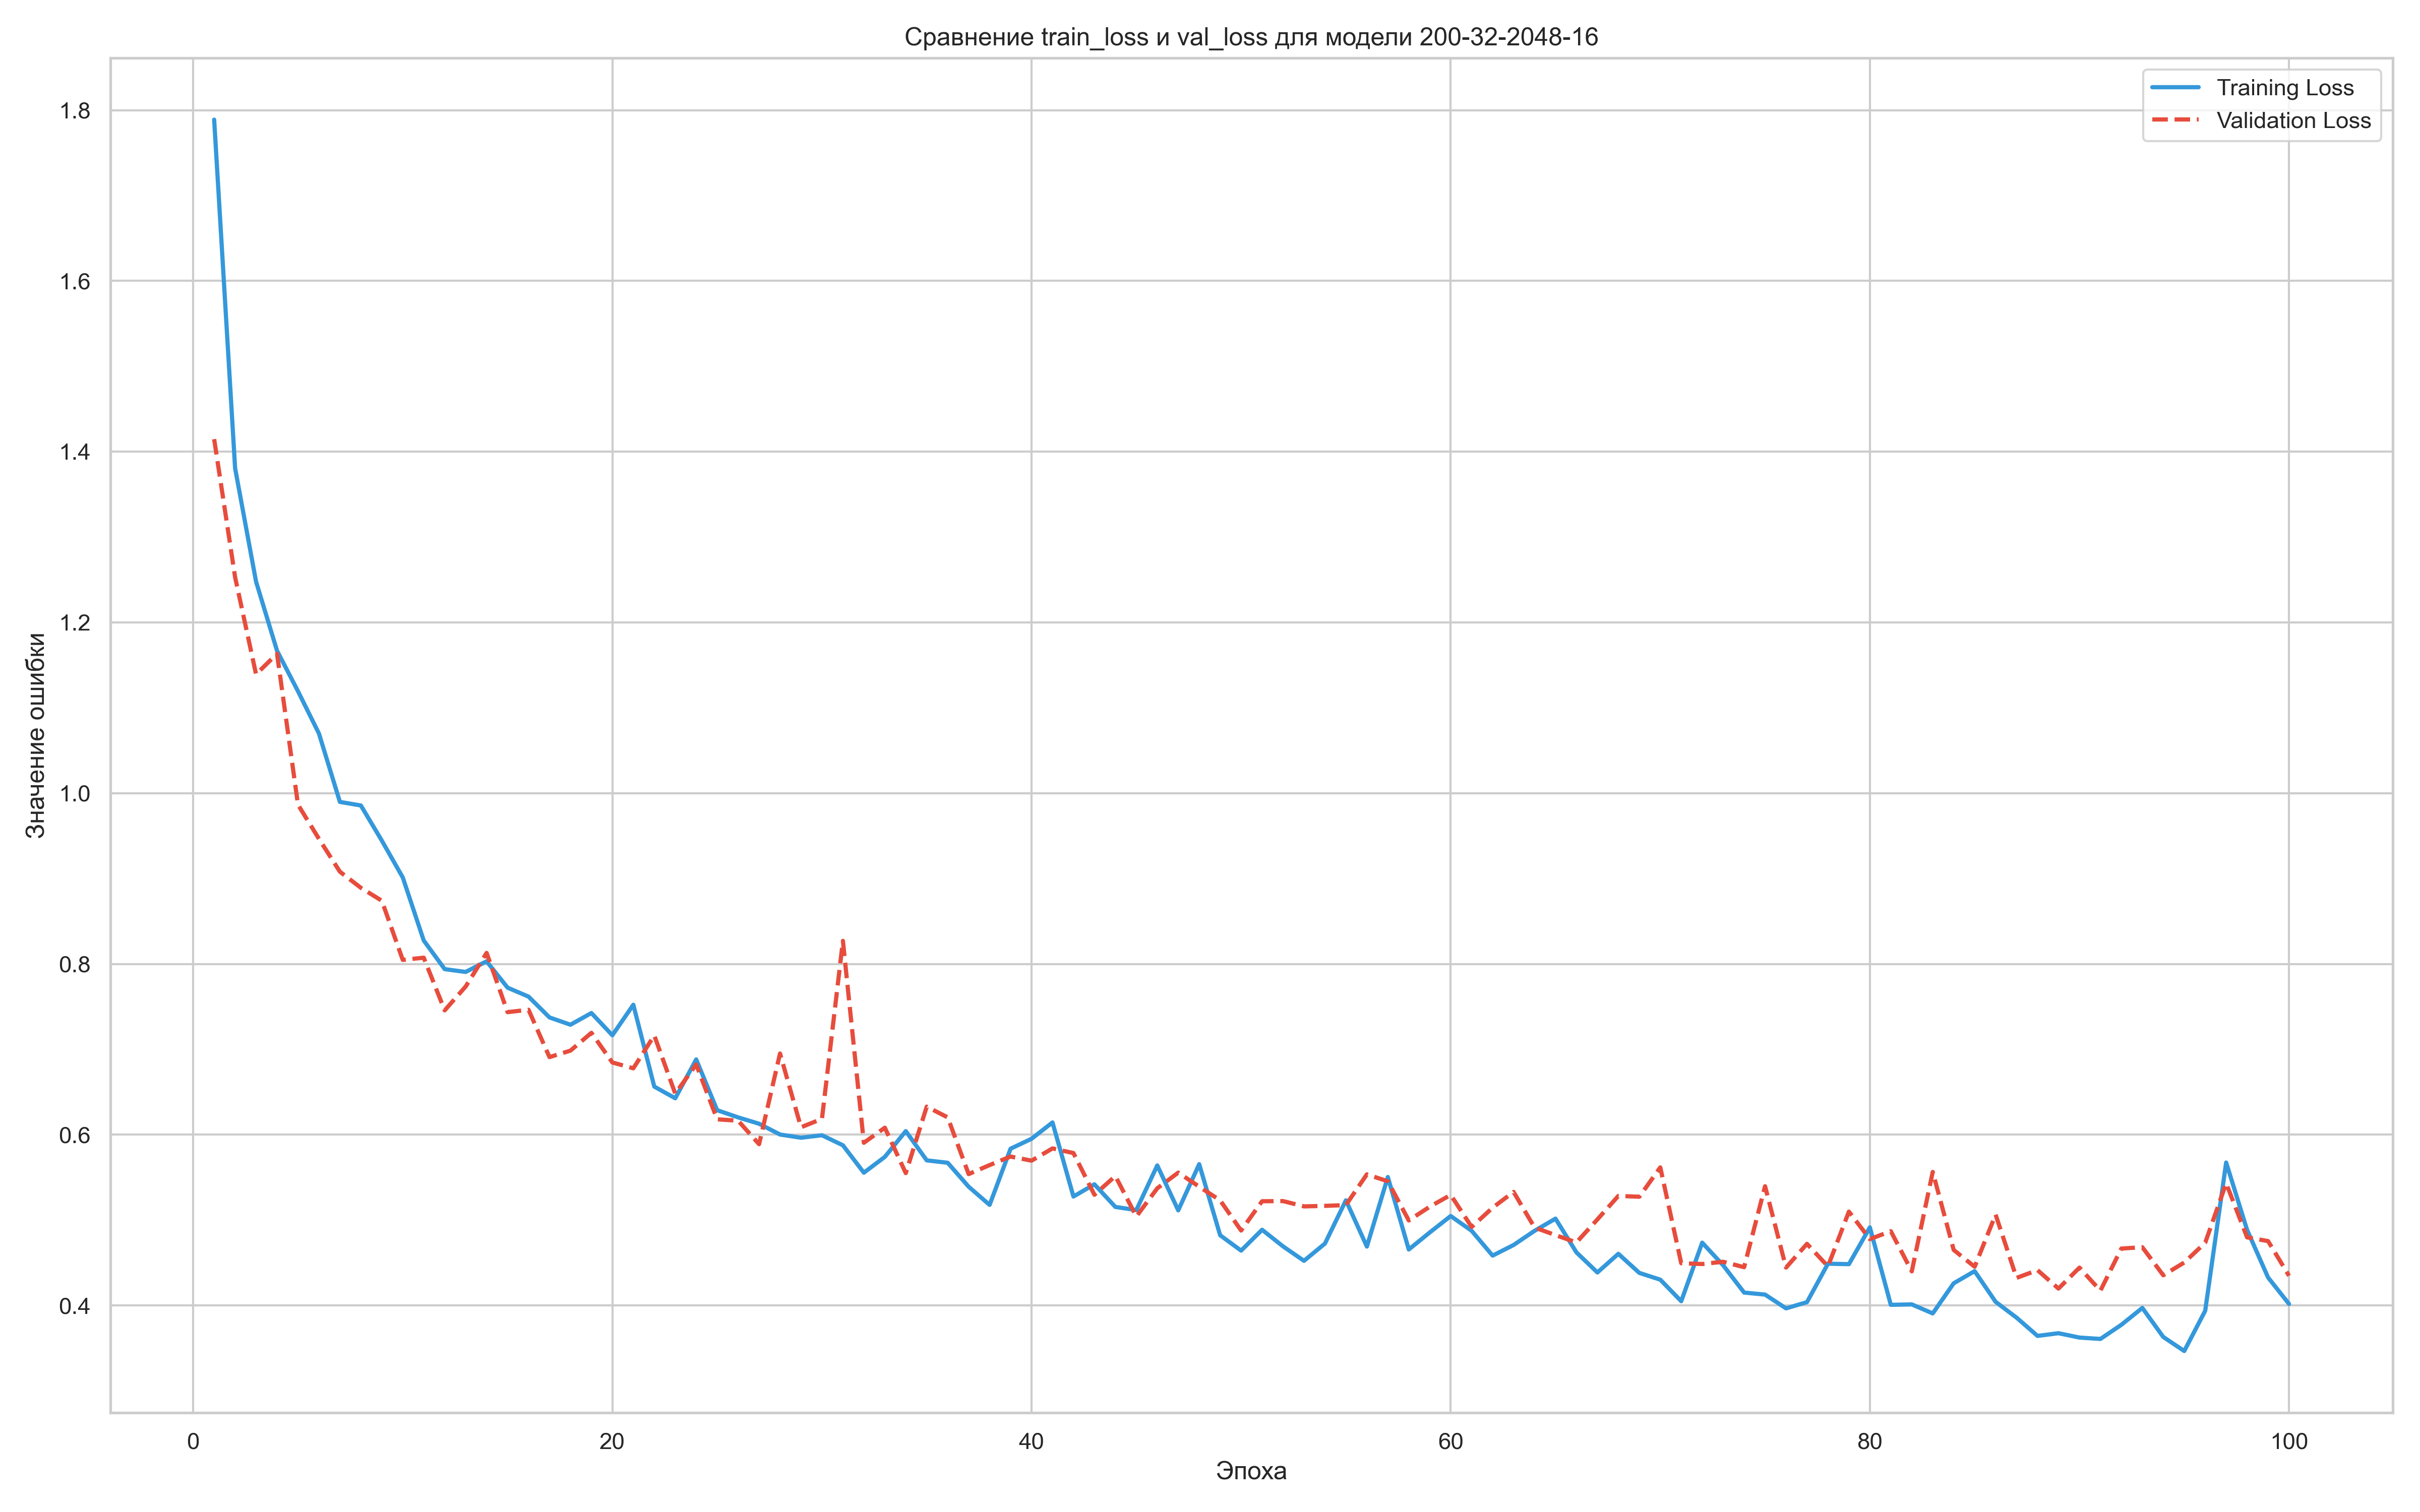 Сравнение train_loss и val_loss для модели 200-32-2048-16
Training Loss
Validation Loss
1.8
1.6
1.4
1.2
1.0
0.8
0.6
0.4
Значение ошибки
0 20 40 60 80 100
Эпоха